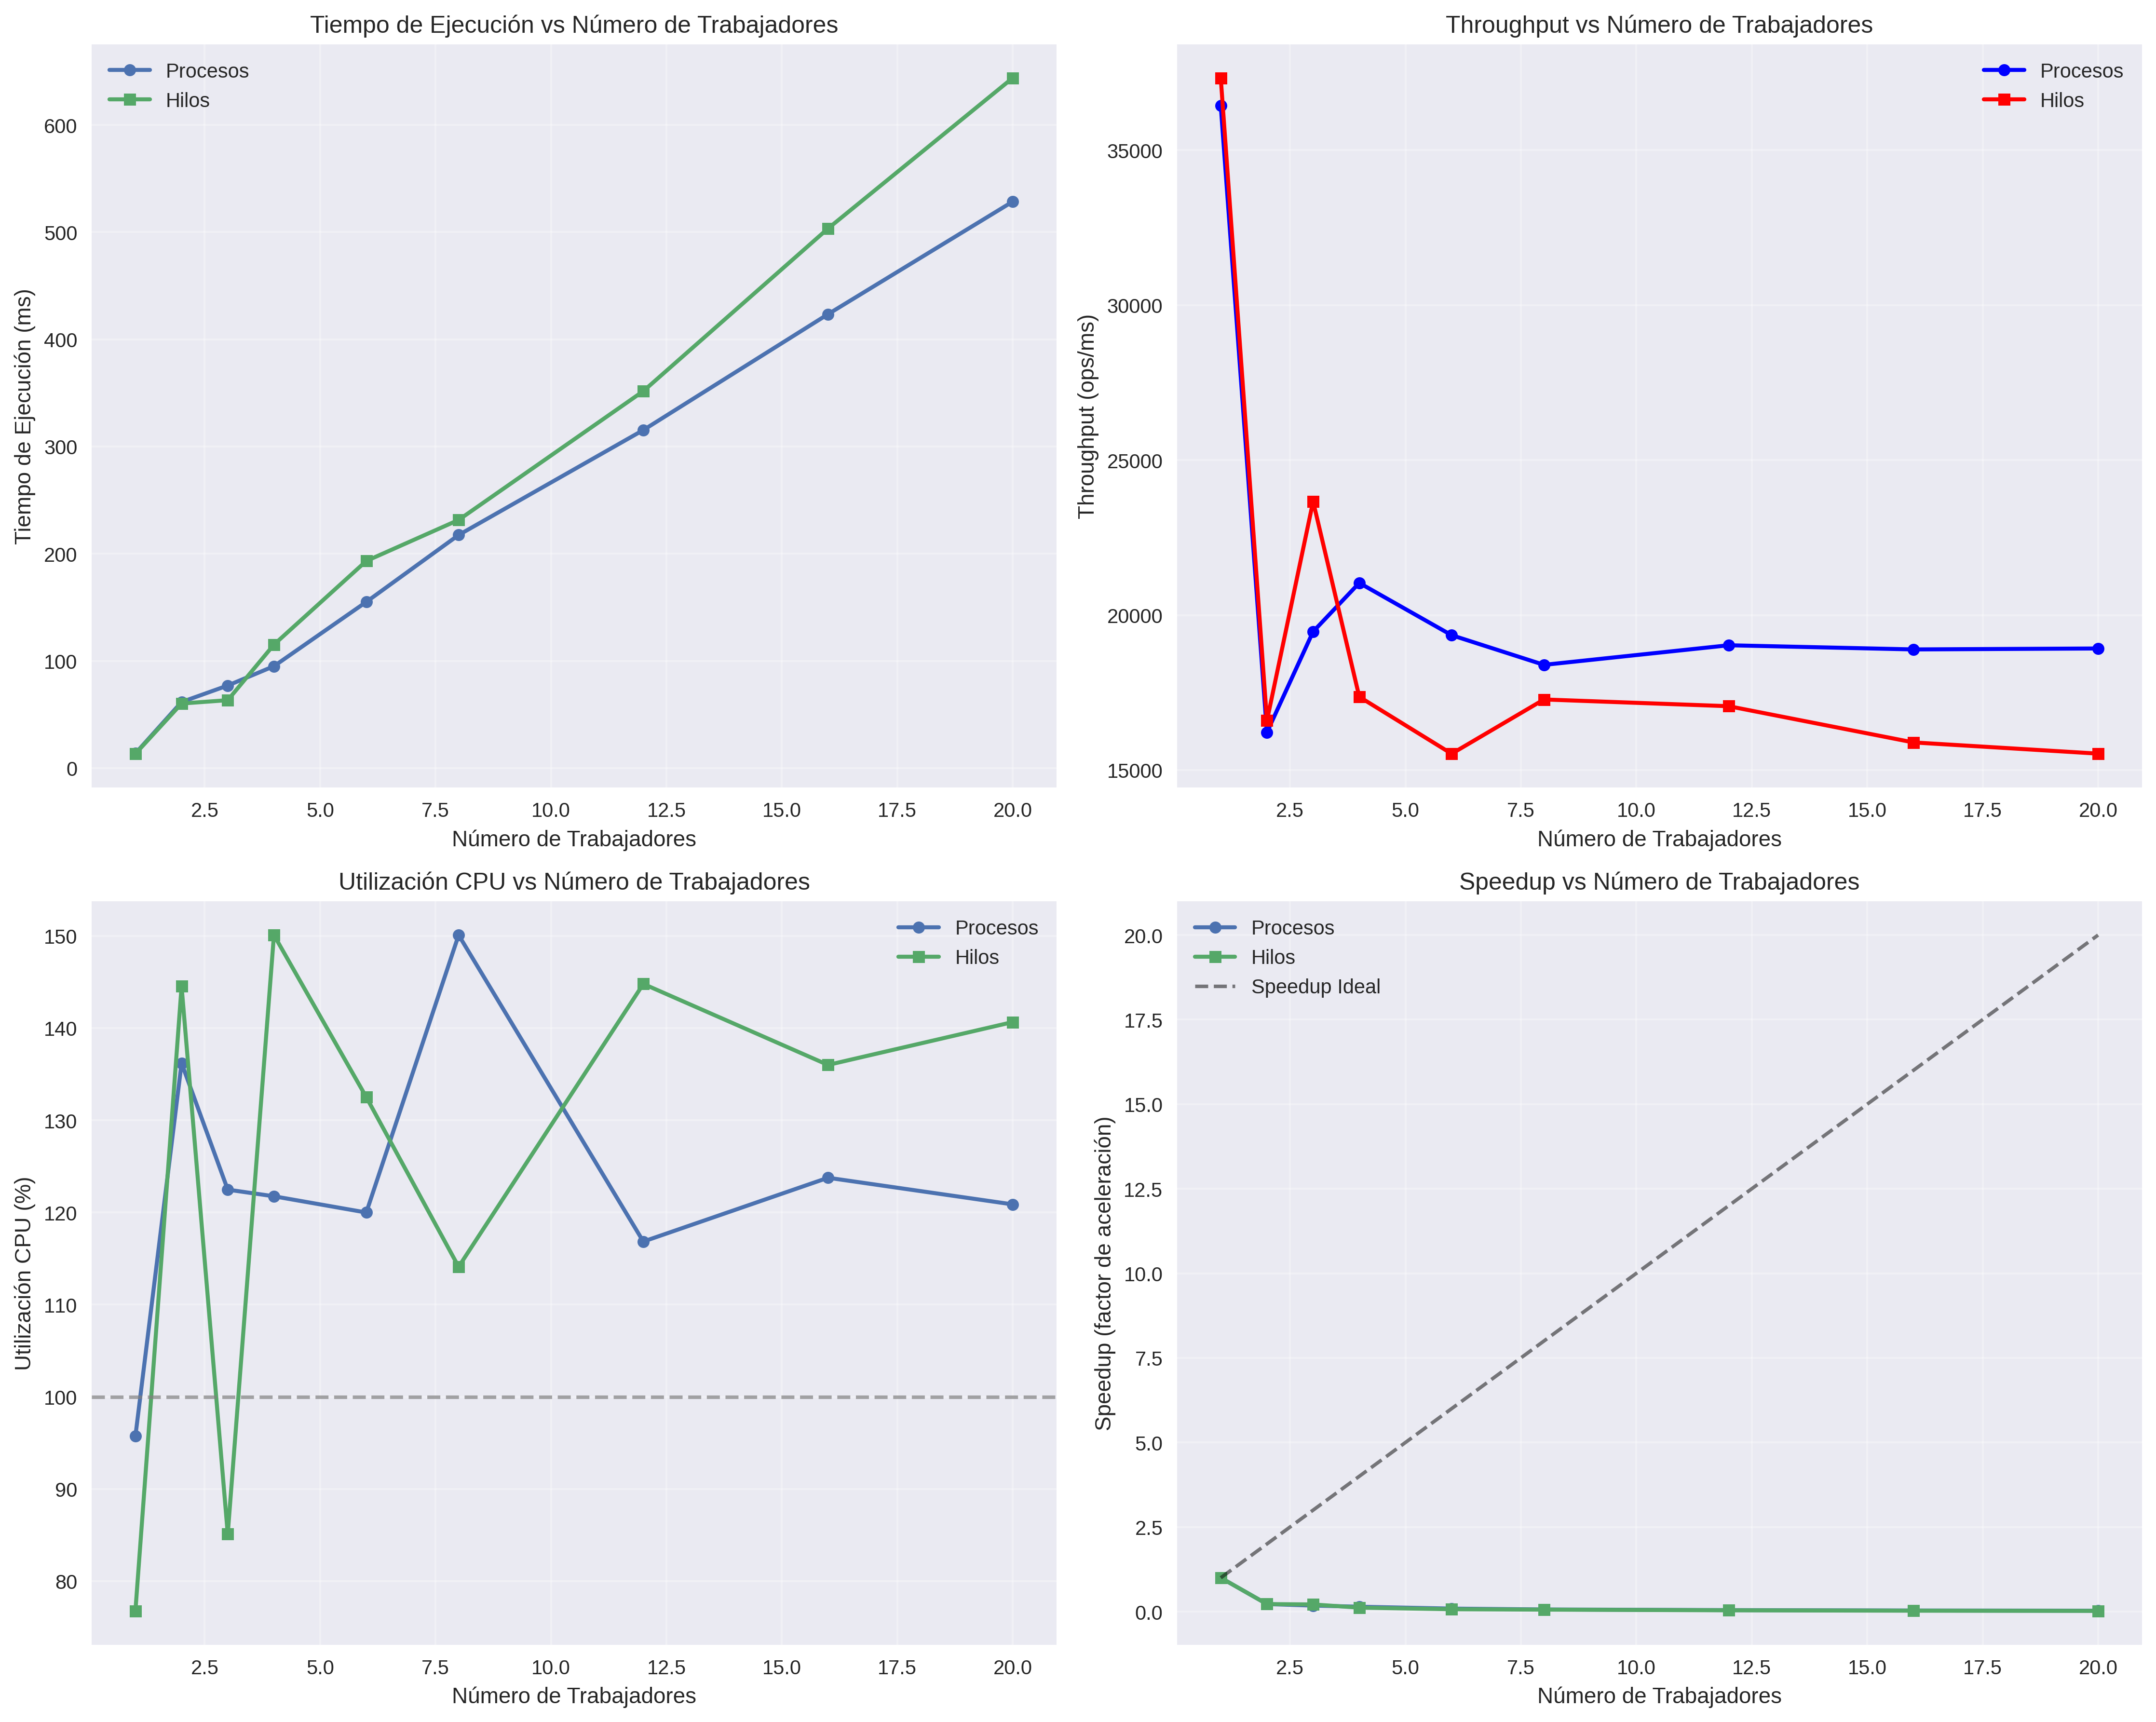 Tiempo de Ejecución vs Número de Trabajadores
Procesos
Hilos
Tiempo de Ejecución (ms)
600
500
400
300
200
100
0
2.5 5.0 7.5 10.0 12.5 15.0 17.5 20.0
Número de Trabajadores
Throughput vs Número de Trabajadores
Procesos
Hilos
Throughput (ops/ms)
35000
30000
25000
20000
15000
2.5 5.0 7.5 10.0 12.5 15.0 17.5 20.0
Número de Trabajadores
Utilización CPU vs Número de Trabajadores
Procesos
Hilos
Utilización CPU (%)
150
140
130
120
110
100
90
80
2.5 5.0 7.5 10.0 12.5 15.0 17.5 20.0
Número de Trabajadores
Speedup vs Número de Trabajadores
Procesos
Hilos
Speedup Ideal
Speedup (factor de aceleración)
20.0
17.5
15.0
12.5
10.0
7.5
5.0
2.5
0.0
2.5 5.0 7.5 10.0 12.5 15.0 17.5 20.0
Número de Trabajadores